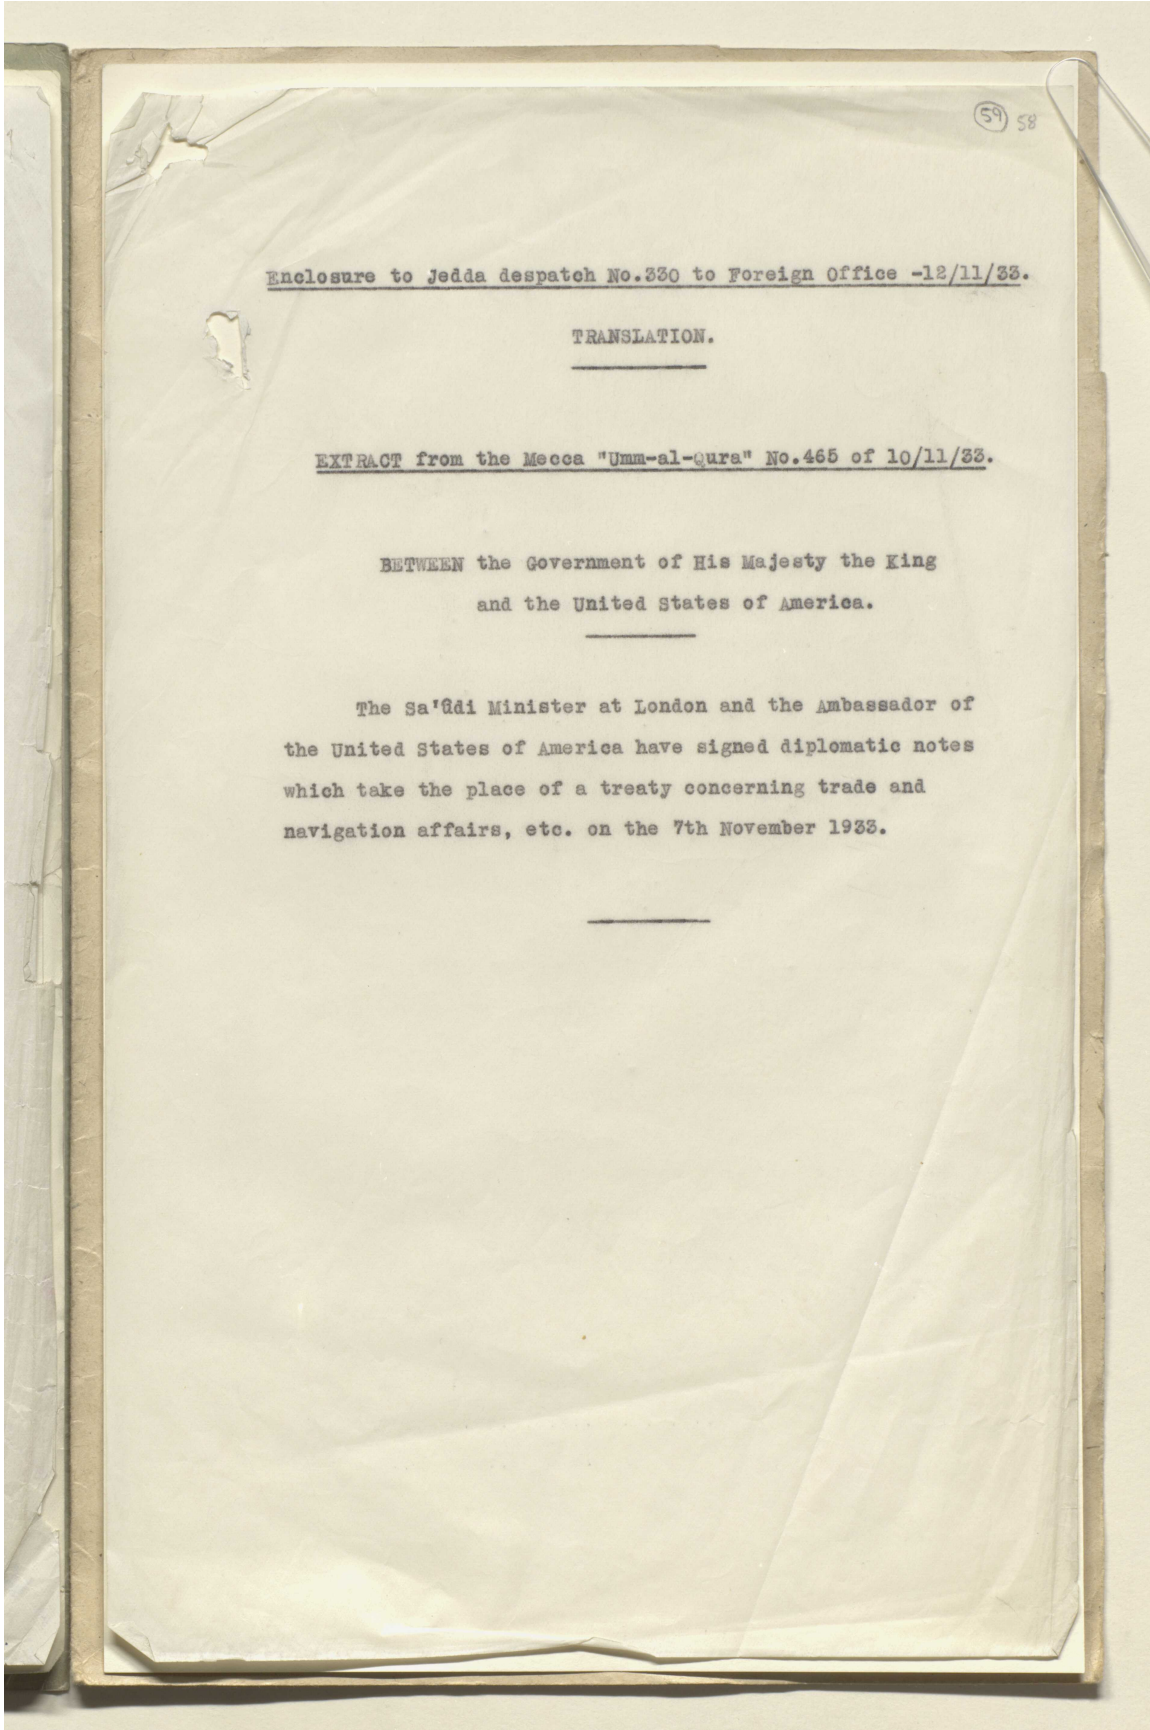 59 58
Enclosure to Jedda despatch No.330 to Foreign Office -12/11/33.
TRANSLATION.
EXTRACT from the Mecca "Umm-al-Qura" No.465 of 10/11/33.
BETWEEN the Government of His Majesty the King
and the United States of America.
The Sa'ûdi Minister at London and the Ambassador of
the United States of America have signed diplomatic notes
which take the place of a treaty concerning trade and
navigation affairs, etc. on the 7th November 1933.